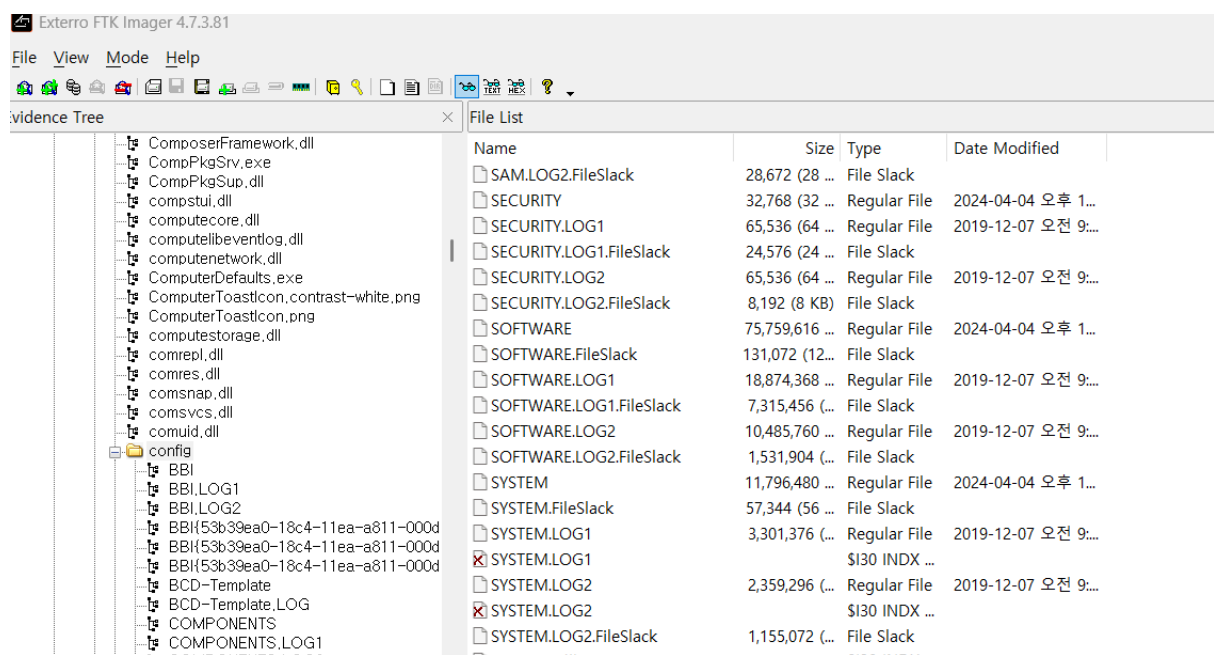 Exterro FTK Imager 4.7.3.81
File View Mode Help
TEXT HEX
Evidence Tree
ComposerFramework.dll
CompPkgSrv.exe
CompPkgSup.dll
compstui.dll
computecore.dll
computelibeventlog.dll
computenetwork.dll
ComputerDefaults.exe
ComputerToastIcon.contrast-white.png
ComputerToastIcon.png
computestorage.dll
comrepl.dll
comres.dll
comsnap.dll
comsvcs.dll
comuid.dll
config
BBI
BBI.LOG1
BBI.LOG2
BBI{53b39ea0-18c4-11ea-a811-000d
BBI{53b39ea0-18c4-11ea-a811-000d
BBI{53b39ea0-18c4-11ea-a811-000d
BCD-Template
BCD-Template.LOG
COMPONENTS
COMPONENTS.LOG1
File List
Name Size Type Date Modified
SAM.LOG2.FileSlack 28,672 (28 ... File Slack
SECURITY 32,768 (32 ... Regular File 2024-04-04 오후 1...
SECURITY.LOG1 65,536 (64 ... Regular File 2019-12-07 오전 9:...
SECURITY.LOG1.FileSlack 24,576 (24 ... File Slack
SECURITY.LOG2 65,536 (64 ... Regular File 2019-12-07 오전 9:...
SECURITY.LOG2.FileSlack 8,192 (8 KB) File Slack
SOFTWARE 75,759,616 ... Regular File 2024-04-04 오후 1...
SOFTWARE.FileSlack 131,072 (12... File Slack
SOFTWARE.LOG1 18,874,368 ... Regular File 2019-12-07 오전 9:...
SOFTWARE.LOG1.FileSlack 7,315,456 (... File Slack
SOFTWARE.LOG2 10,485,760 ... Regular File 2019-12-07 오전 9:...
SOFTWARE.LOG2.FileSlack 1,531,904 (... File Slack
SYSTEM 11,796,480 ... Regular File 2024-04-04 오후 1...
SYSTEM.FileSlack 57,344 (56 ... File Slack
SYSTEM.LOG1 3,301,376 (... Regular File 2019-12-07 오전 9:...
SYSTEM.LOG1 $I30 INDX ...
SYSTEM.LOG2 2,359,296 (... Regular File 2019-12-07 오전 9:...
SYSTEM.LOG2 $I30 INDX ...
SYSTEM.LOG2.FileSlack 1,155,072 (... File Slack